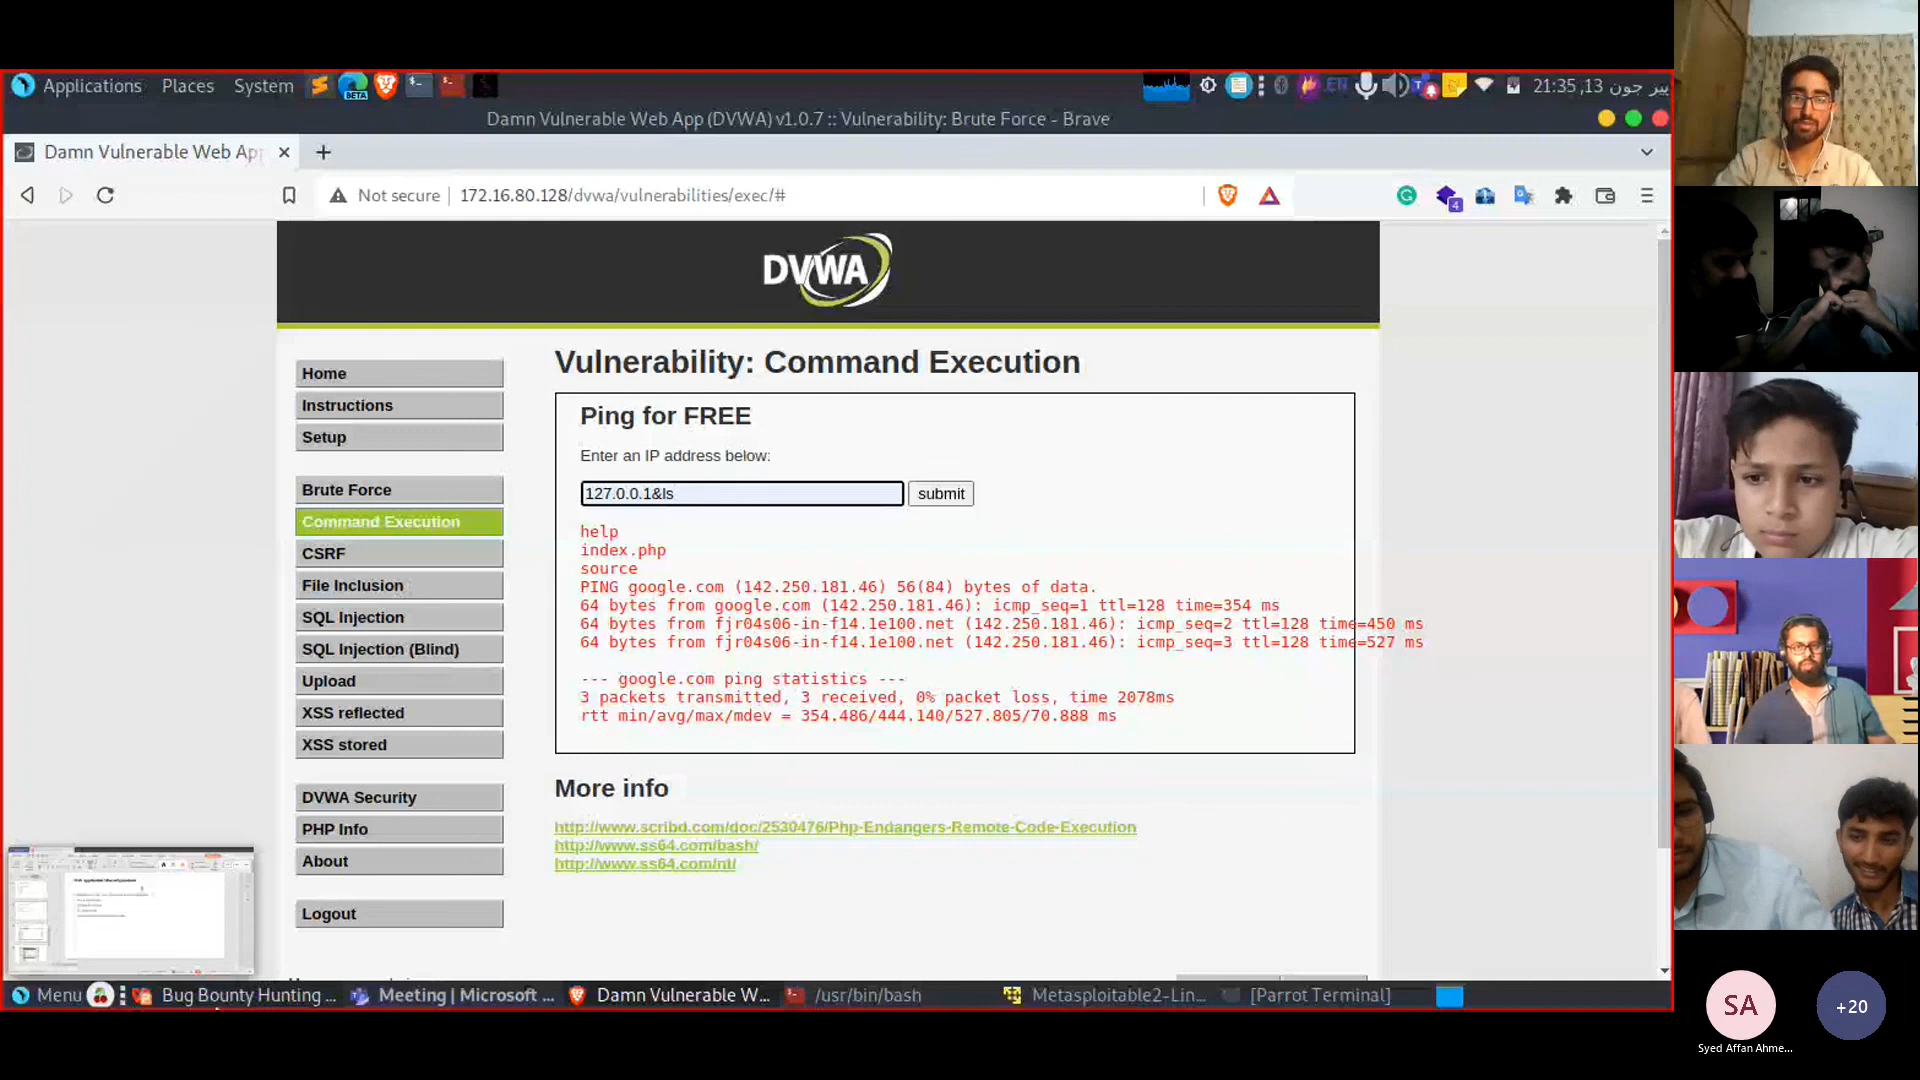 Applications Places System
BETA
EN
پیر جون 13, 21:35
Damn Vulnerable Web App (DVWA) v1.0.7 :: Vulnerability: Brute Force - Brave
Damn Vulnerable Web Ap
Not secure 172.16.80.128/dvwa/vulnerabilities/exec/#
4
DVWA
Home
Instructions
Setup
Brute Force
Command Execution
CSRF
File Inclusion
SQL Injection
SQL Injection (Blind)
Upload
XSS reflected
XSS stored
DVWA Security
PHP Info
About
Logout
Vulnerability: Command Execution
Ping for FREE
Enter an IP address below:
127.0.0.1&ls submit
help
index.php
source
PING google.com (142.250.181.46) 56(84) bytes of data.
64 bytes from google.com (142.250.181.46): icmp_seq=1 ttl=128 time=354 ms
64 bytes from fjr04s06-in-f14.1e100.net (142.250.181.46): icmp_seq=2 ttl=128 time=450 ms
64 bytes from fjr04s06-in-f14.1e100.net (142.250.181.46): icmp_seq=3 ttl=128 time=527 ms
--- google.com ping statistics ---
3 packets transmitted, 3 received, 0% packet loss, time 2078ms
rtt min/avg/max/mdev = 354.486/444.140/527.805/70.888 ms
More info
http://www.scribd.com/doc/2530476/Php-Endangers-Remote-Code-Execution
http://www.ss64.com/bash/
http://www.ss64.com/nt/
Menu Bug Bounty Hunting ... Meeting | Microsoft ... Damn Vulnerable W... /usr/bin/bash Metasploitable2-Lin... [Parrot Terminal]
SA
+20
Syed Affan Ahme...